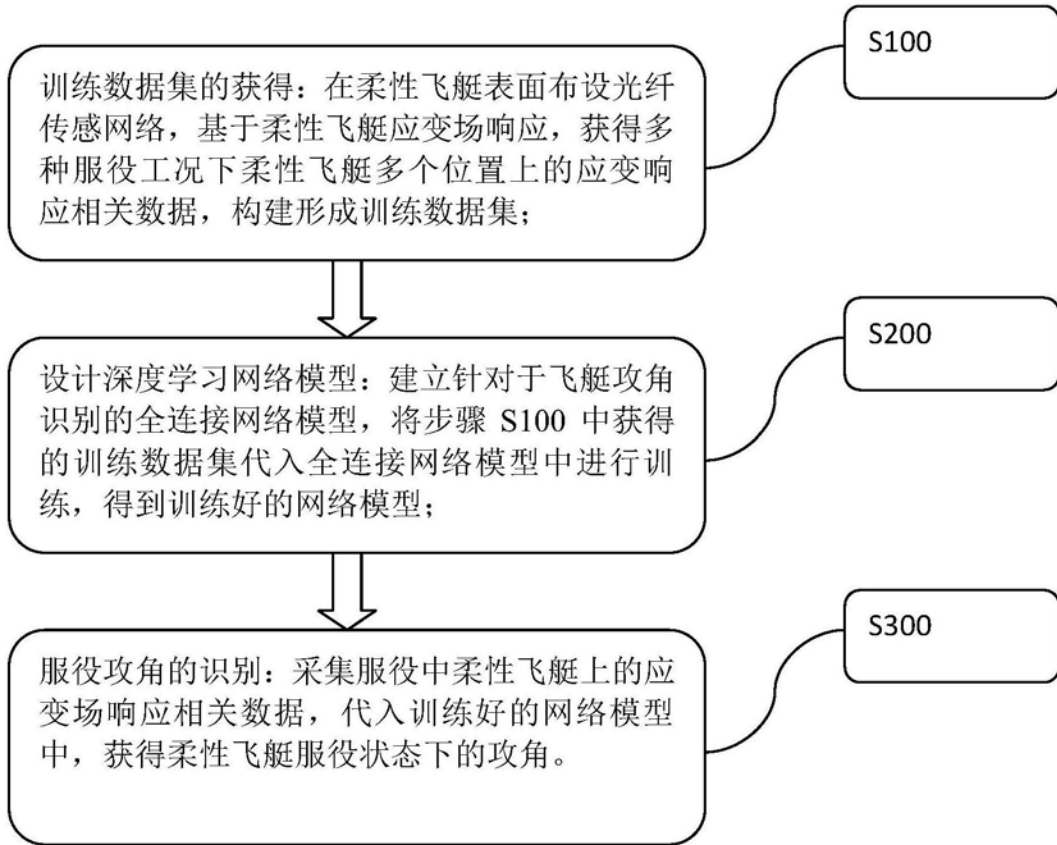 S100
训练数据集的获得：在柔性飞艇表面布设光纤
传感网络，基于柔性飞艇应变场响应，获得多
种服役工况下柔性飞艇多个位置上的应变响
应相关数据，构建形成训练数据集；
S200
设计深度学习网络模型：建立针对于飞艇攻角
识别的全连接网络模型，将步骤 S100 中获得
的训练数据集代入全连接网络模型中进行训
练，得到训练好的网络模型；
S300
服役攻角的识别：采集服役中柔性飞艇上的应
变场响应相关数据，代入训练好的网络模型
中，获得柔性飞艇服役状态下的攻角。